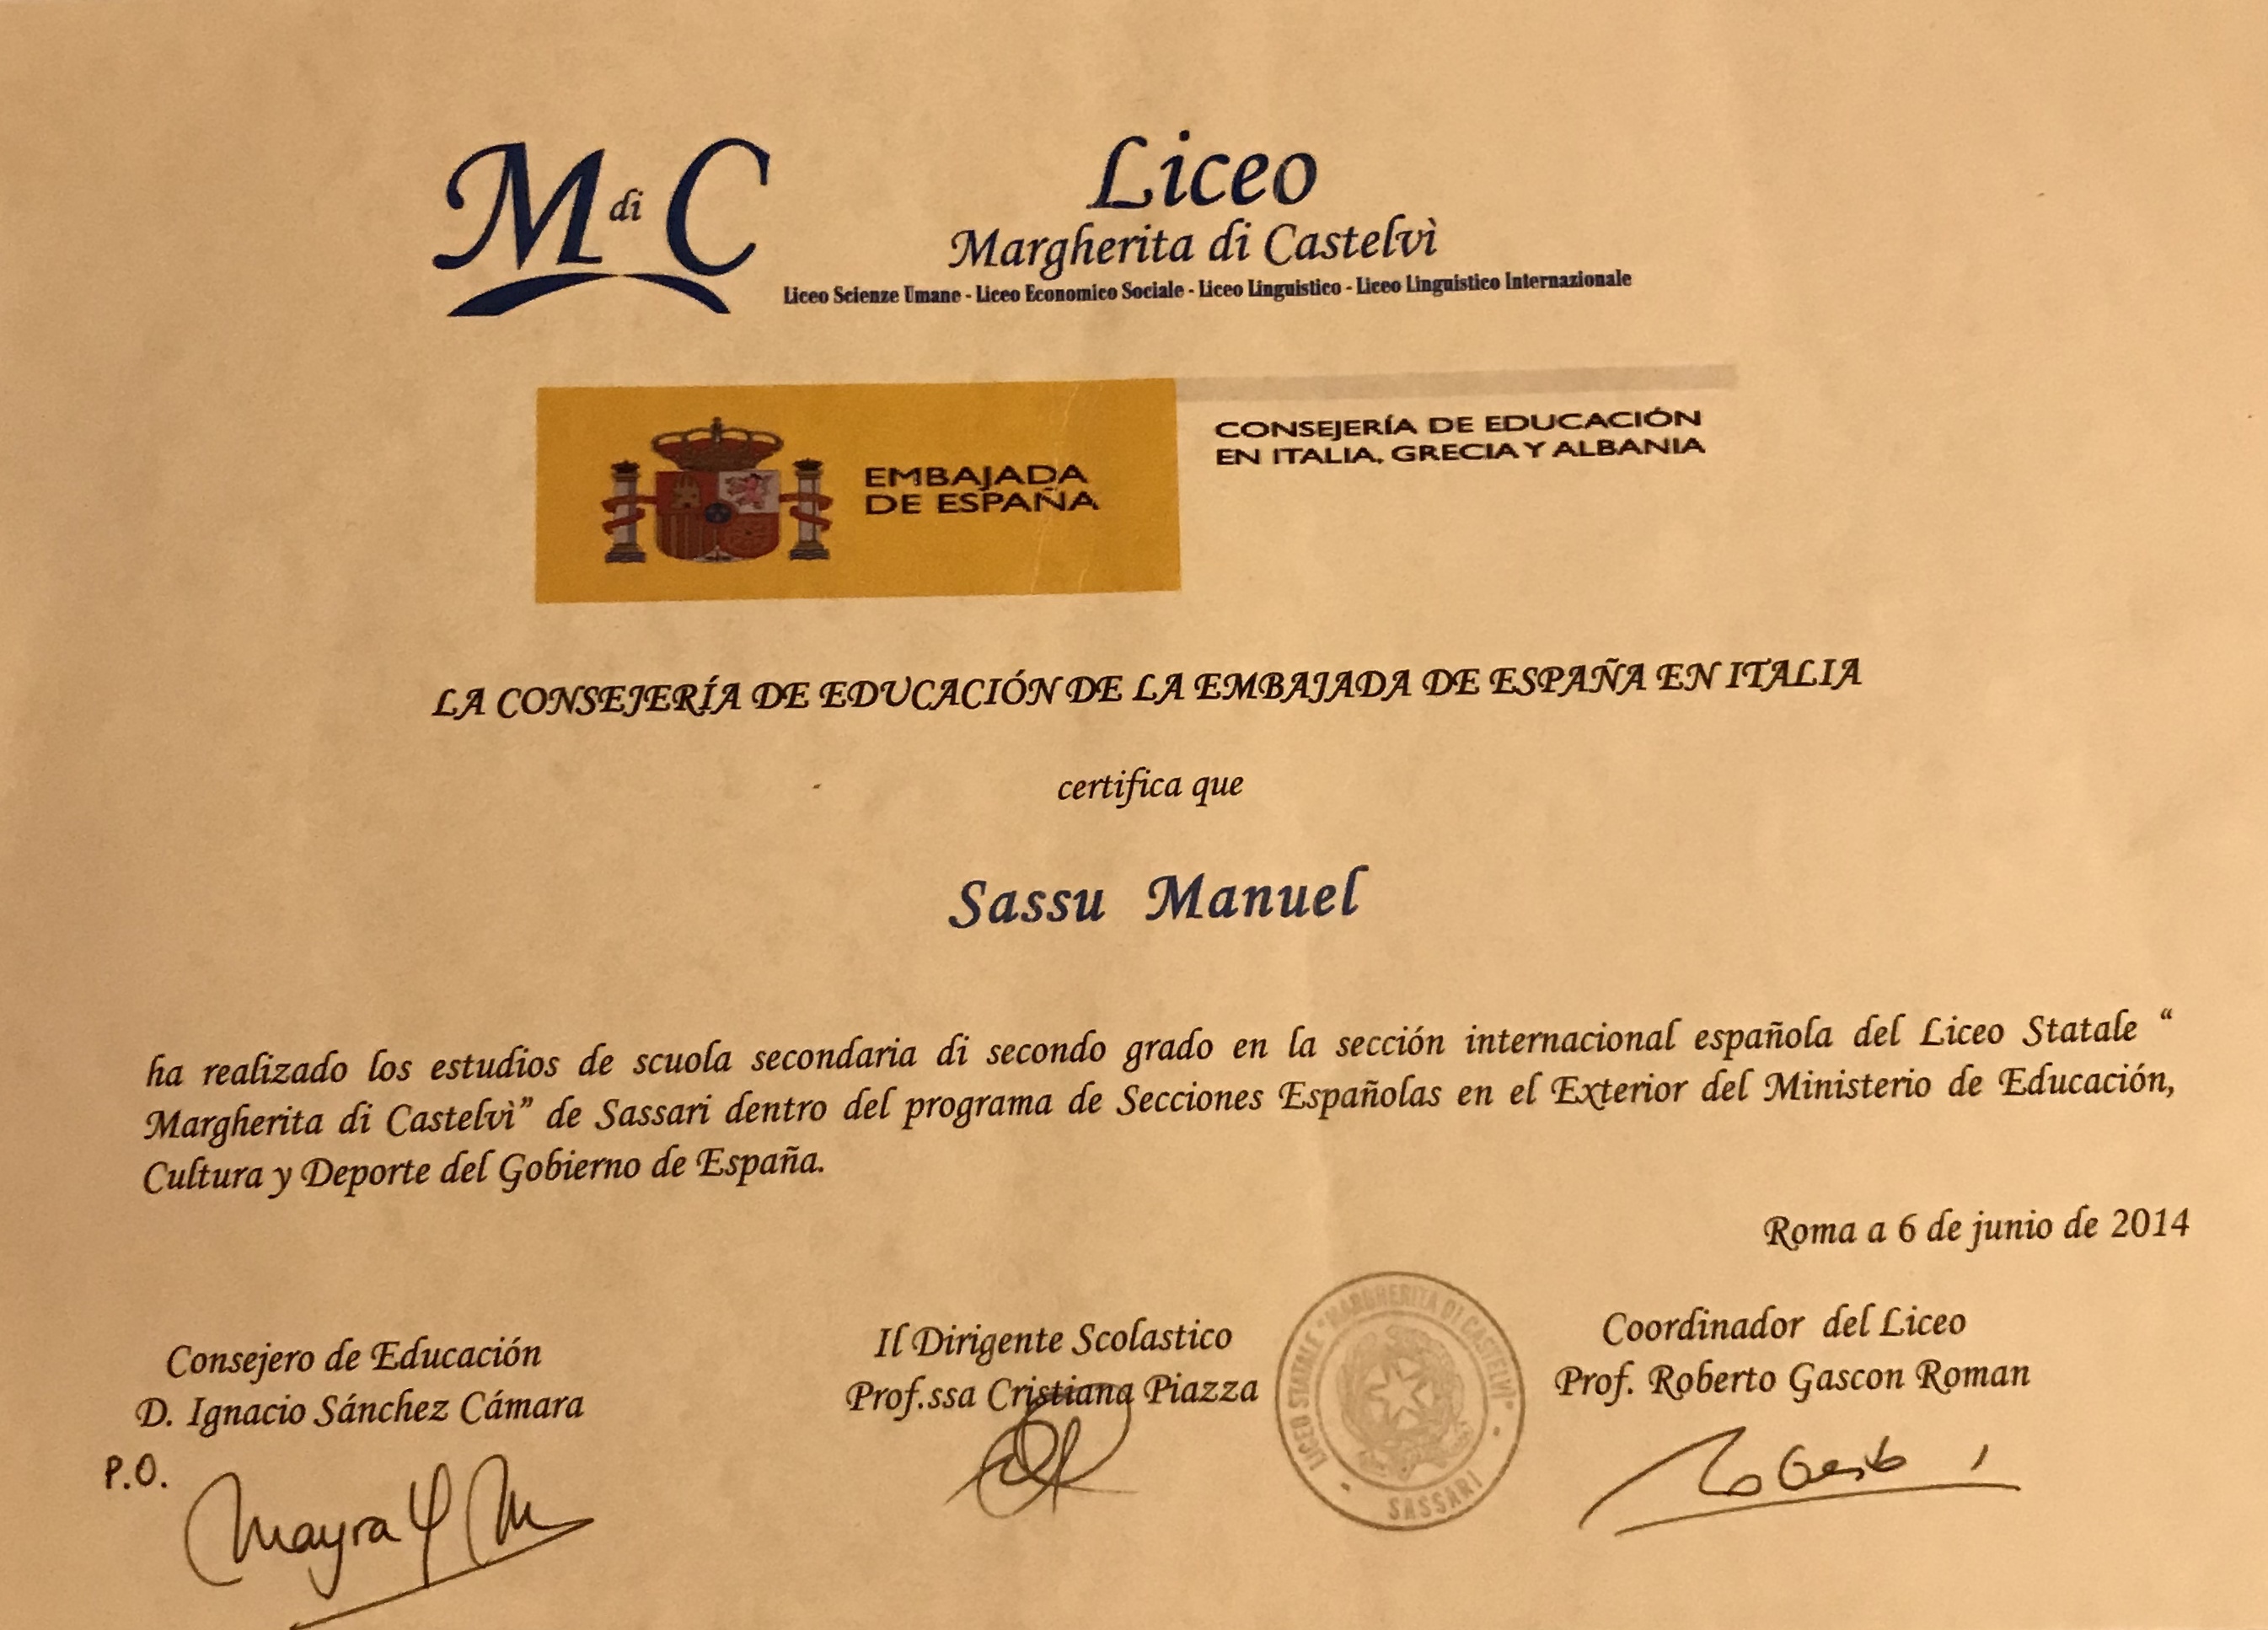 M di C
Liceo
Margherita di Castelvì
Liceo Scienze Umane - Liceo Economico Sociale - Liceo Linguistico - Liceo Linguistico Internazionale
EMBAJADA
DE ESPAÑA
CONSEJERÍA DE EDUCACIÓN
EN ITALIA, GRECIA Y ALBANIA
LA CONSEJERÍA DE EDUCACIÓN DE LA EMBAJADA DE ESPAÑA EN ITALIA
certifica que
Sassu Manuel
ha realizado los estudios de scuola secondaria di secondo grado en la sección internacional española del Liceo Statale “
Margherita di Castelvì” de Sassari dentro del programa de Secciones Españolas en el Exterior del Ministerio de Educación,
Cultura y Deporte del Gobierno de España.
Roma a 6 de junio de 2014
Consejero de Educación
D. Ignacio Sánchez Cámara
P.O.
Mayra
Il Dirigente Scolastico
Prof.ssa Cristiana Piazza
LICEO STATALE "MARGHERITA DI CASTELVI"
SASSARI
Coordinador del Liceo
Prof. Roberto Gascon Roman